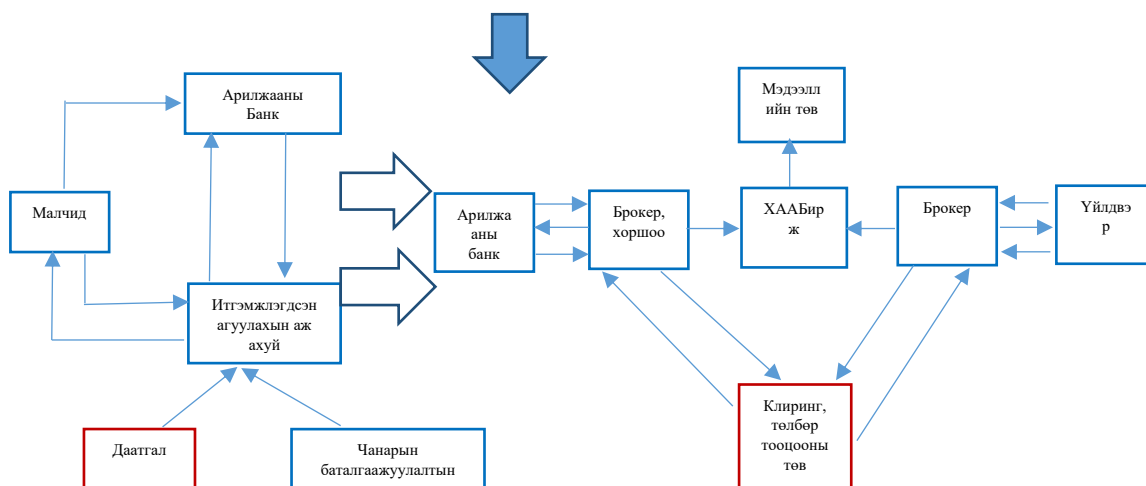 Арилжааны
Банк
Мэдээлл
ийн төв
Малчид
Арилжа
аны
банк
Брокер,
хоршоо
ХААБир
ж
Брокер
Үйлдвэ
р
Итгэмжлэгдсэн
агуулахын аж
ахуй
Даатгал
Чанарын
баталгаажуулалтын
Клиринг,
төлбөр
тооцооны
төв